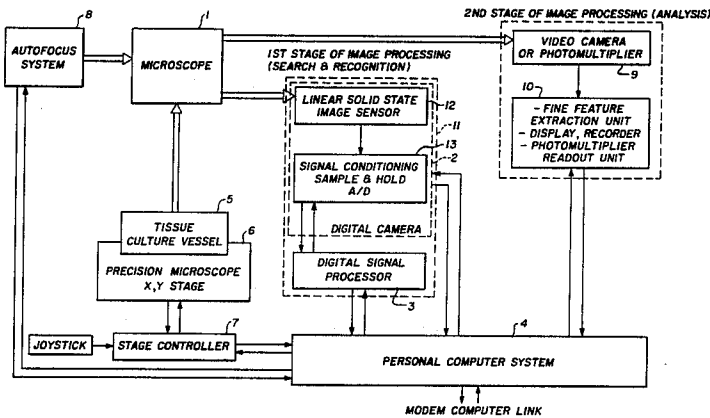 8
AUTOFOCUS
SYSTEM
1
MICROSCOPE
2ND STAGE OF IMAGE PROCESSING (ANALYSIS)
VIDEO CAMERA
OR PHOTOMULTIPLIER
9
10
- FINE FEATURE
EXTRACTION UNIT
- DISPLAY, RECORDER
- PHOTOMULTIPLIER
READOUT UNIT
1ST STAGE OF IMAGE PROCESSING
(SEARCH & RECOGNITION)
LINEAR SOLID STATE
IMAGE SENSOR
12
11
13
2
SIGNAL CONDITIONING
SAMPLE & HOLD
A/D
DIGITAL CAMERA
DIGITAL SIGNAL
PROCESSOR
3
5
TISSUE
CULTURE VESSEL
6
PRECISION MICROSCOPE
X,Y STAGE
7
JOYSTICK
STAGE CONTROLLER
4
PERSONAL COMPUTER SYSTEM
MODEM COMPUTER LINK